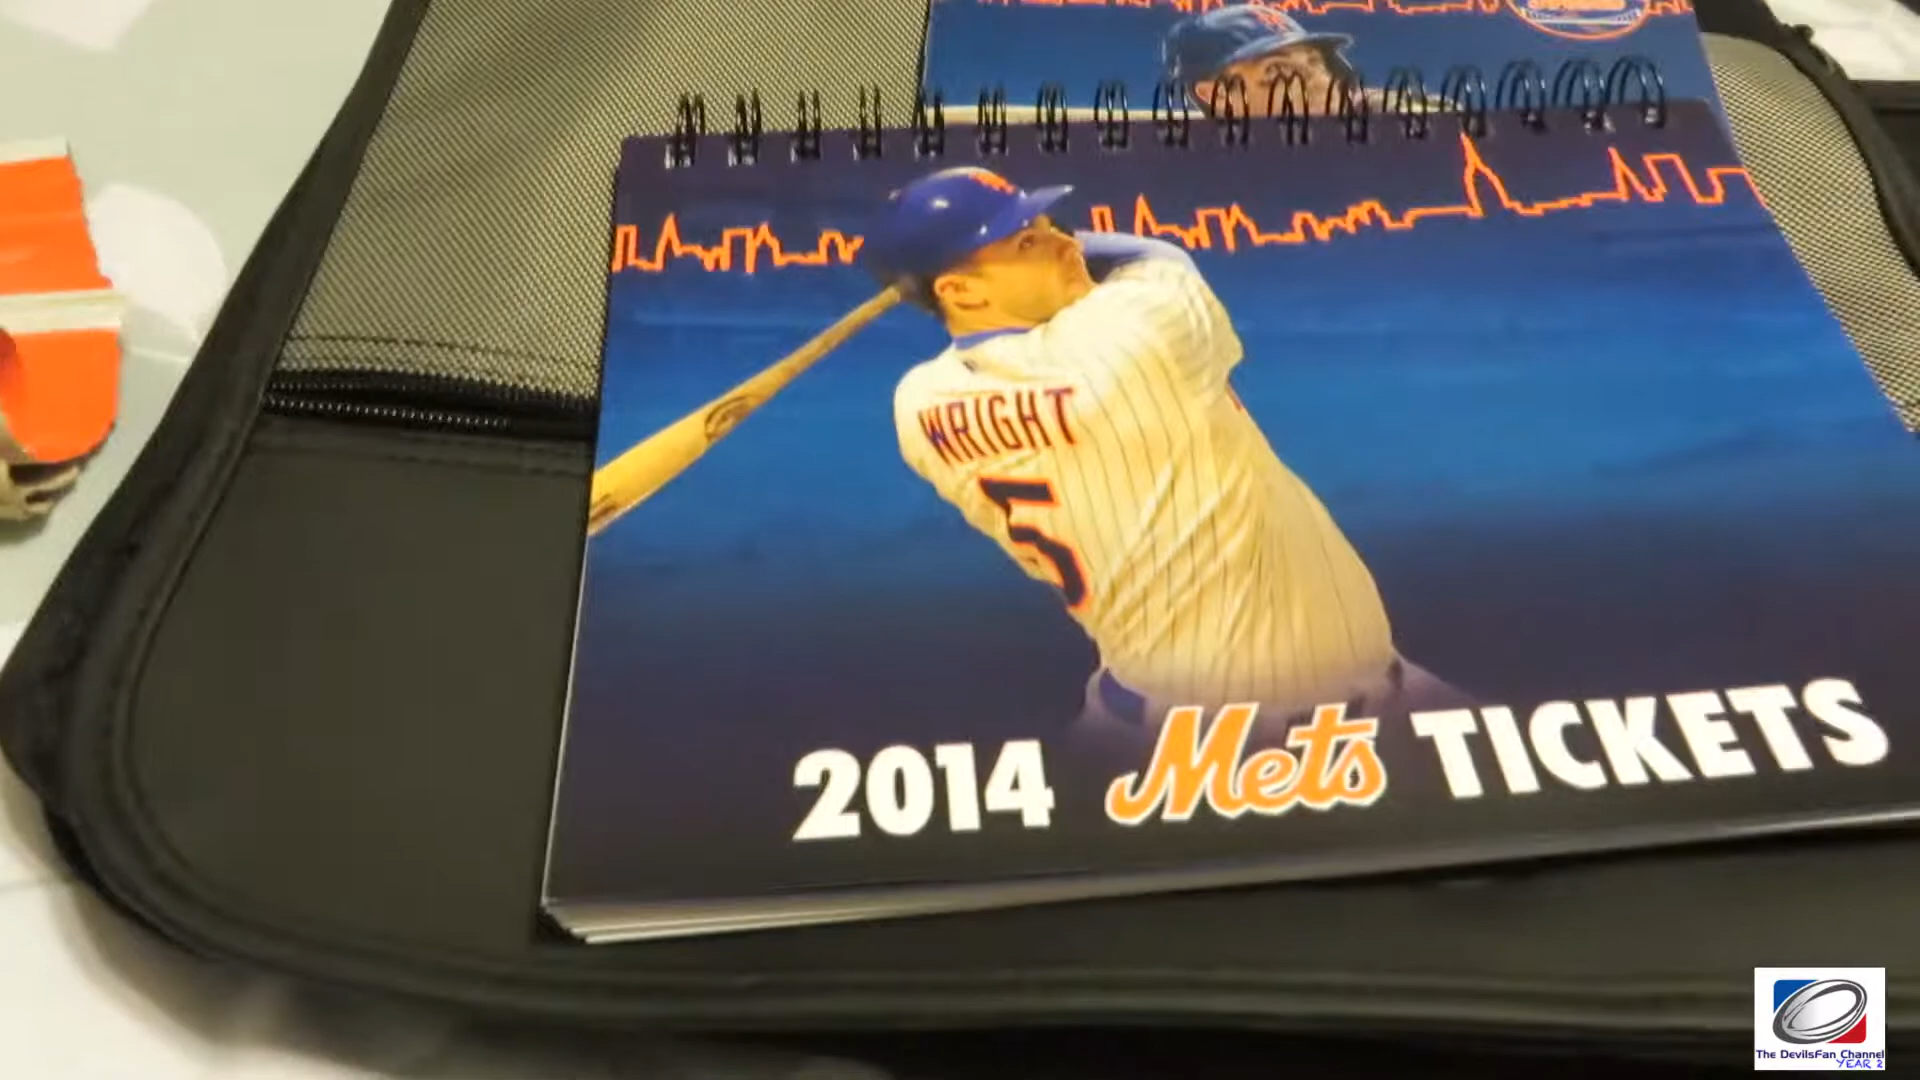 WRIGHT
5
2014 Mets TICKETS
The DevilsFan Channel
YEAR 2